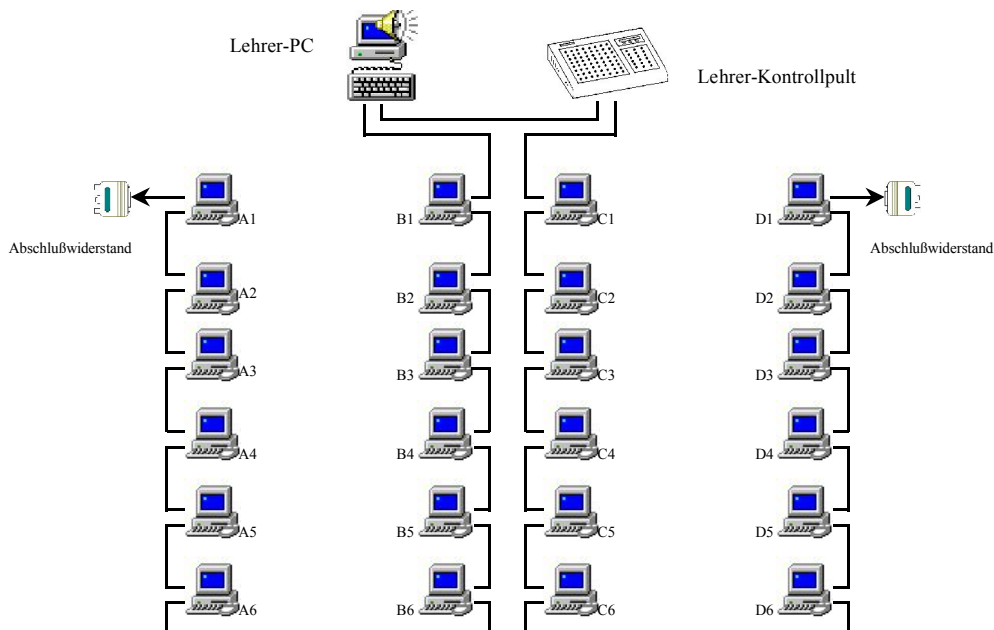 Lehrer-PC
Lehrer-Kontrollpult
A1
B1
C1
D1
Abschlußwiderstand
Abschlußwiderstand
A2
B2
C2
D2
A3
B3
C3
D3
A4
B4
C4
D4
A5
B5
C5
D5
A6
B6
C6
D6